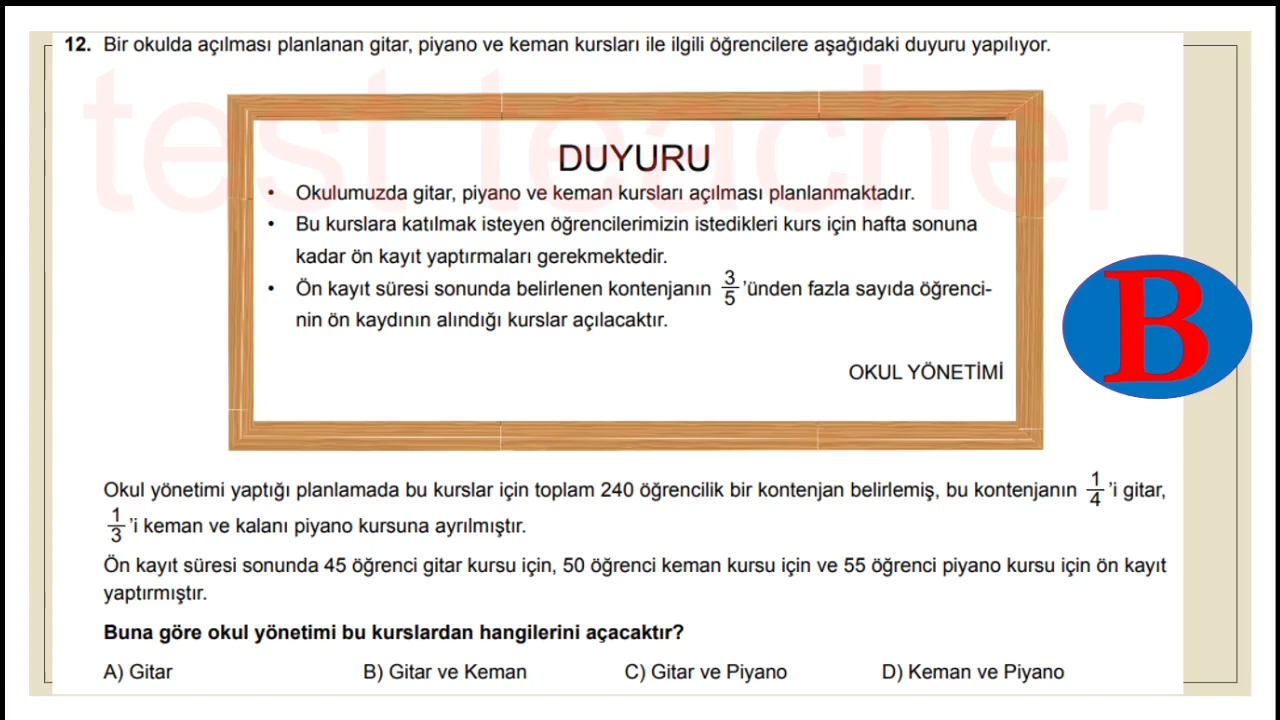 12. Bir okulda açılması planlanan gitar, piyano ve keman kursları ile ilgili öğrencilere aşağıdaki duyuru yapılıyor.
test teacher
DUYURU
• Okulumuzda gitar, piyano ve keman kursları açılması planlanmaktadır.
• Bu kurslara katılmak isteyen öğrencilerimizin istedikleri kurs için hafta sonuna
kadar ön kayıt yaptırmaları gerekmektedir.
• Ön kayıt süresi sonunda belirlenen kontenjanın 3/5 'ünden fazla sayıda öğrenci-
nin ön kaydının alındığı kurslar açılacaktır.
OKUL YÖNETİMİ
B
Okul yönetimi yaptığı planlamada bu kurslar için toplam 240 öğrencilik bir kontenjan belirlemiş, bu kontenjanın 1/4 'i gitar,
1/3 'i keman ve kalanı piyano kursuna ayrılmıştır.
Ön kayıt süresi sonunda 45 öğrenci gitar kursu için, 50 öğrenci keman kursu için ve 55 öğrenci piyano kursu için ön kayıt
yaptırmıştır.
Buna göre okul yönetimi bu kurslardan hangilerini açacaktır?
A) Gitar B) Gitar ve Keman C) Gitar ve Piyano D) Keman ve Piyano